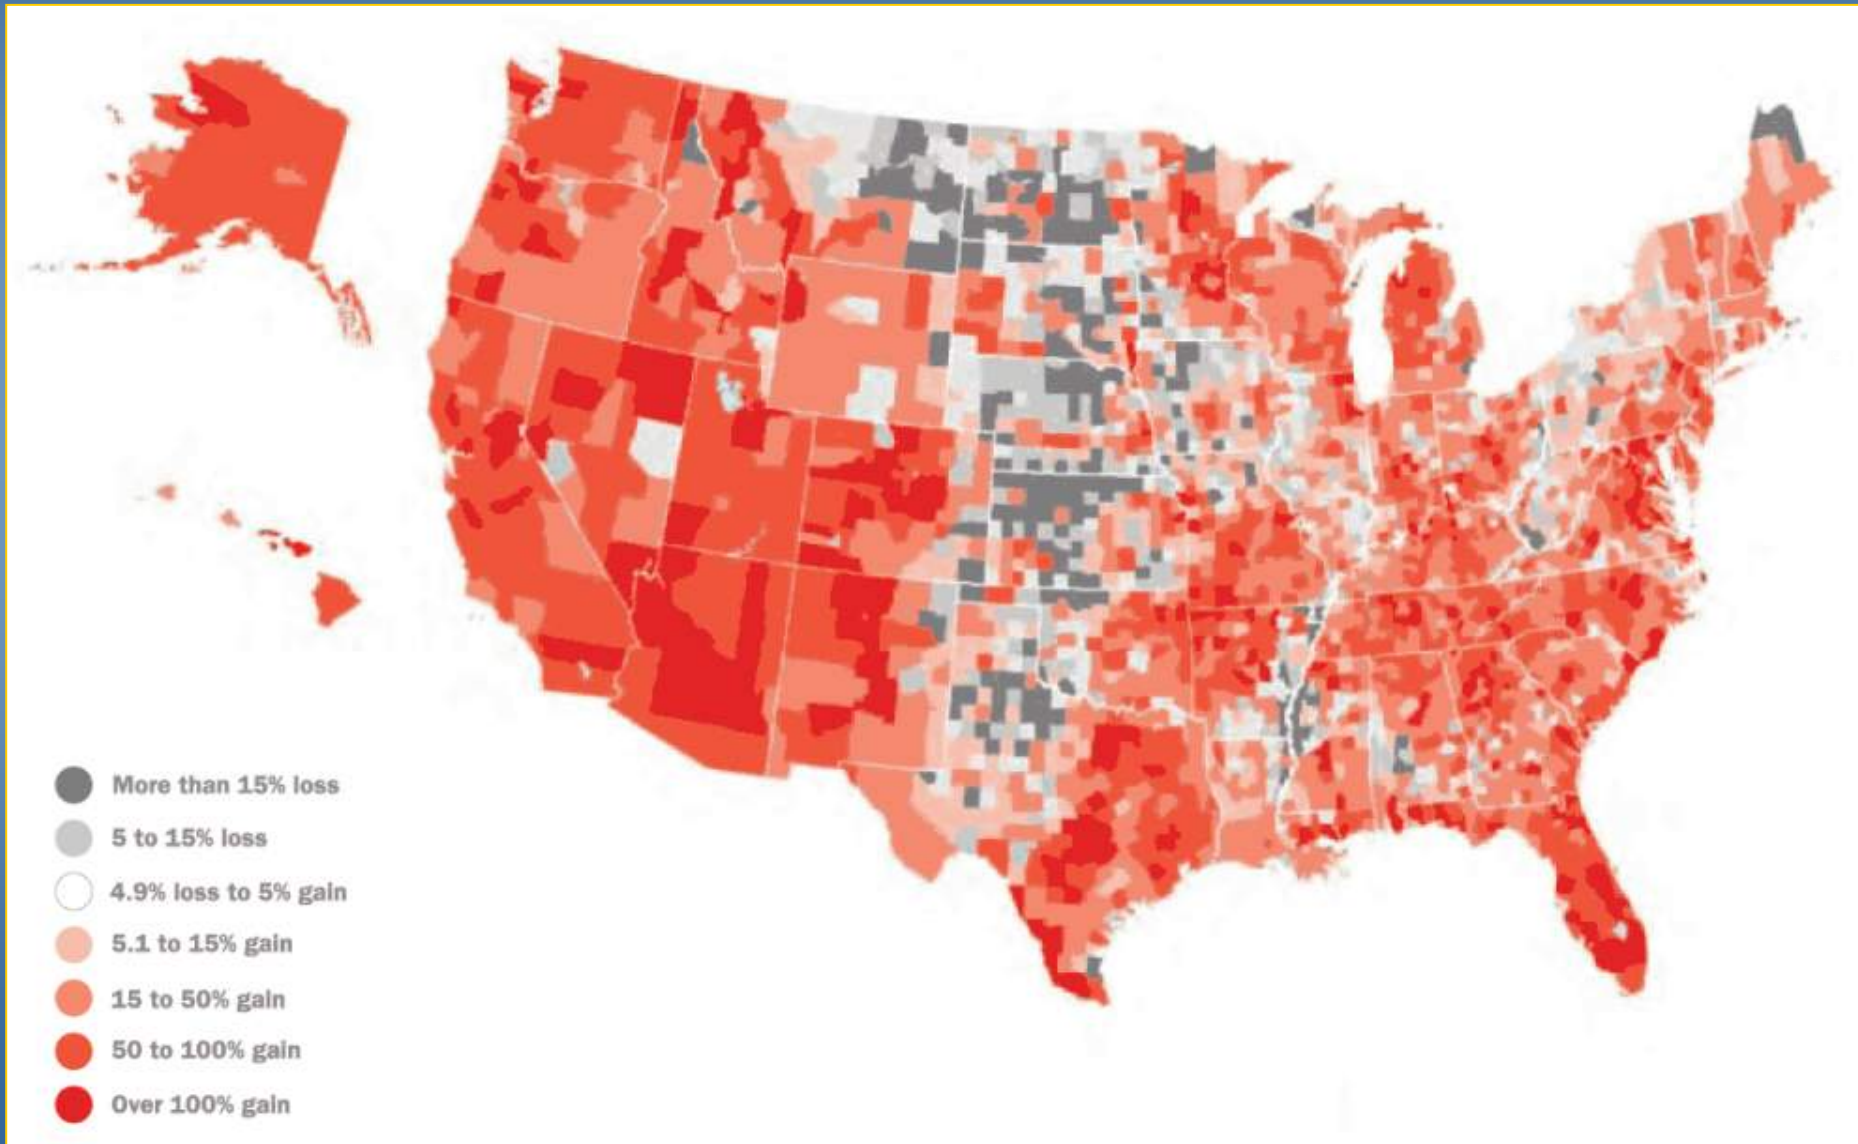 More than 15% loss
5 to 15% loss
4.9% loss to 5% gain
5.1 to 15% gain
15 to 50% gain
50 to 100% gain
Over 100% gain